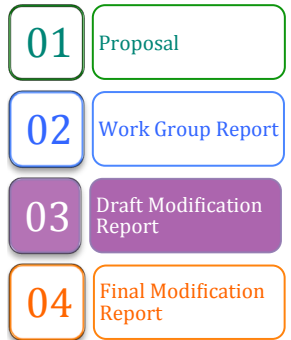 01
Proposal
02
Work Group Report
03
Draft Modification
Report
04
Final Modification
Report